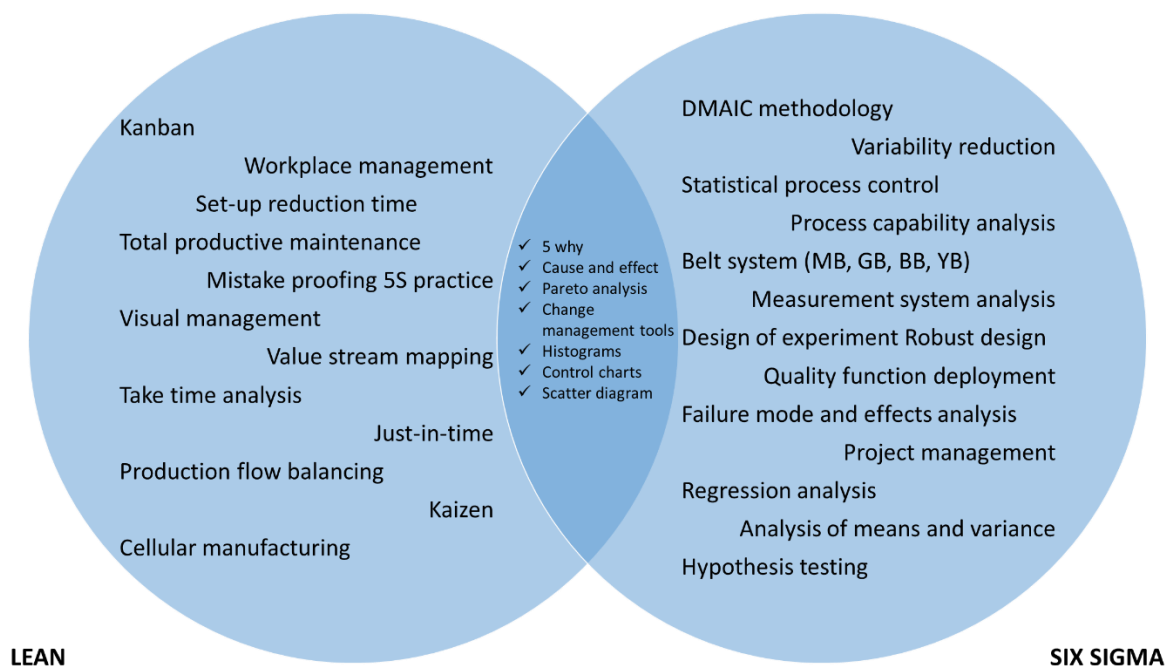 Kanban
Workplace management
Set-up reduction time
Total productive maintenance
Mistake proofing 5S practice
Visual management
Value stream mapping
Take time analysis
Just-in-time
Production flow balancing
Kaizen
Cellular manufacturing
✓ 5 why
✓ Cause and effect
✓ Pareto analysis
✓ Change
management tools
✓ Histograms
✓ Control charts
✓ Scatter diagram
DMAIC methodology
Variability reduction
Statistical process control
Process capability analysis
Belt system (MB, GB, BB, YB)
Measurement system analysis
Design of experiment Robust design
Quality function deployment
Failure mode and effects analysis
Project management
Regression analysis
Analysis of means and variance
Hypothesis testing
LEAN
SIX SIGMA